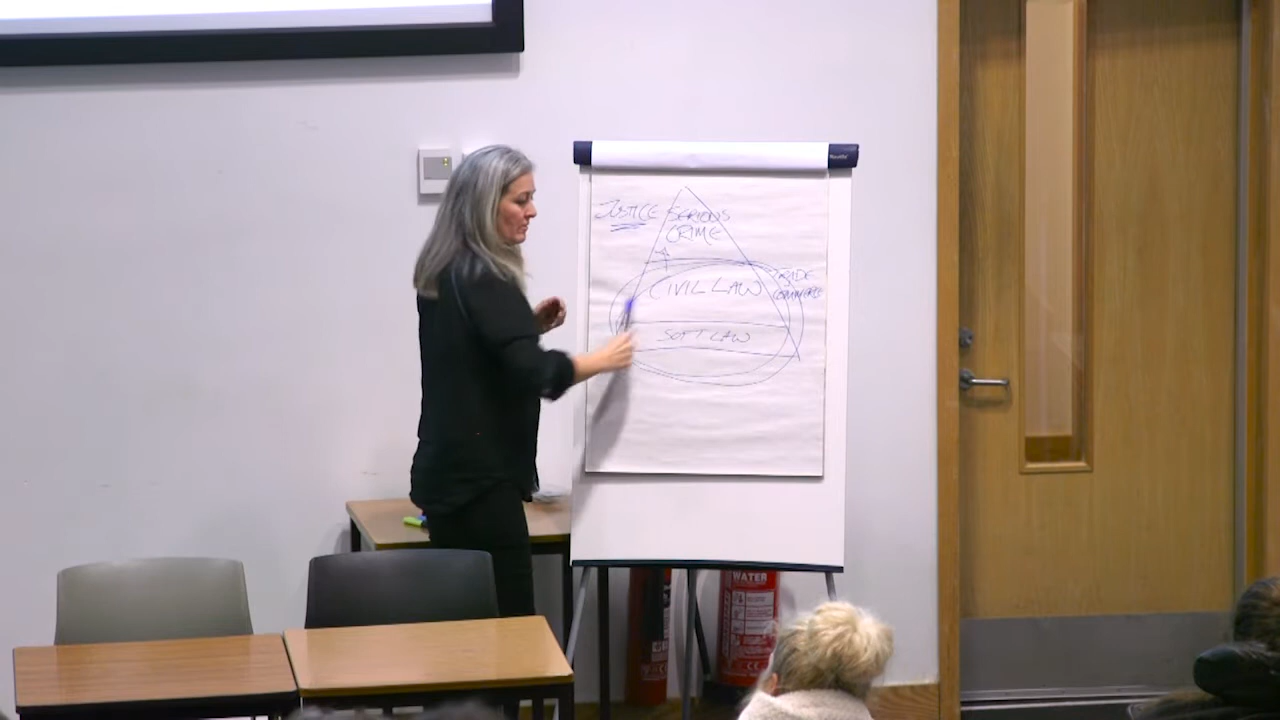 JUSTICE
SERIOUS
CRIME
CIVIL LAW
TRADE
COMMERCE
SOFT LAW
WATER